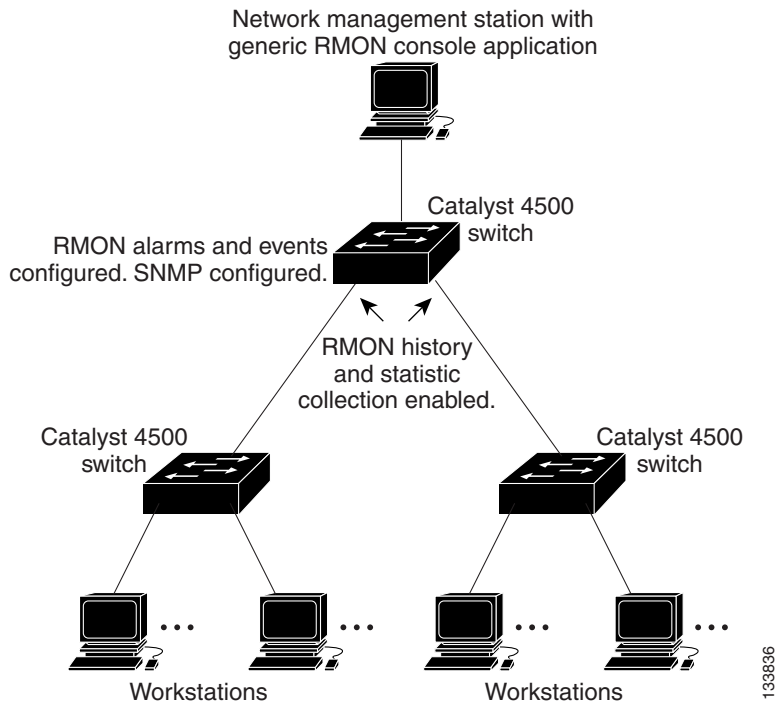 Network management station with
generic RMON console application
Catalyst 4500
switch
RMON alarms and events
configured. SNMP configured.
RMON history
and statistic
collection enabled.
Catalyst 4500
switch
Catalyst 4500
switch
Workstations
Workstations
133836